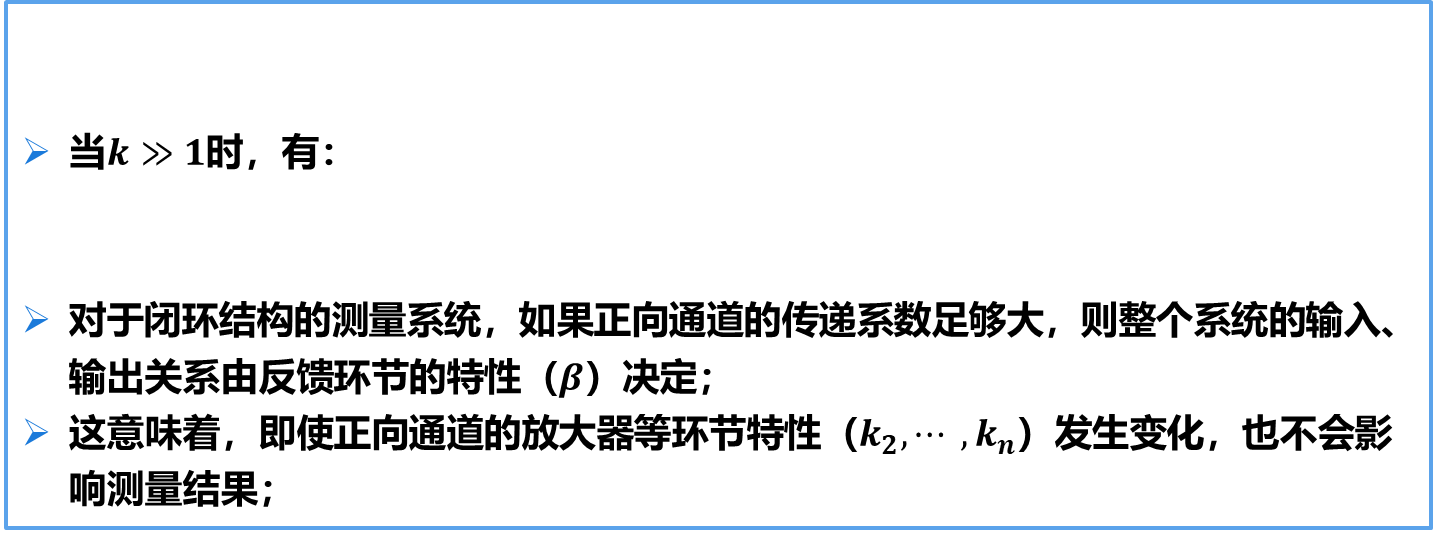 ➢ 当k ≫ 1时，有：
➢ 对于闭环结构的测量系统，如果正向通道的传递系数足够大，则整个系统的输入、
输出关系由反馈环节的特性（β）决定；
➢ 这意味着，即使正向通道的放大器等环节特性（k₂, ⋯ , kₙ）发生变化，也不会影
响测量结果；